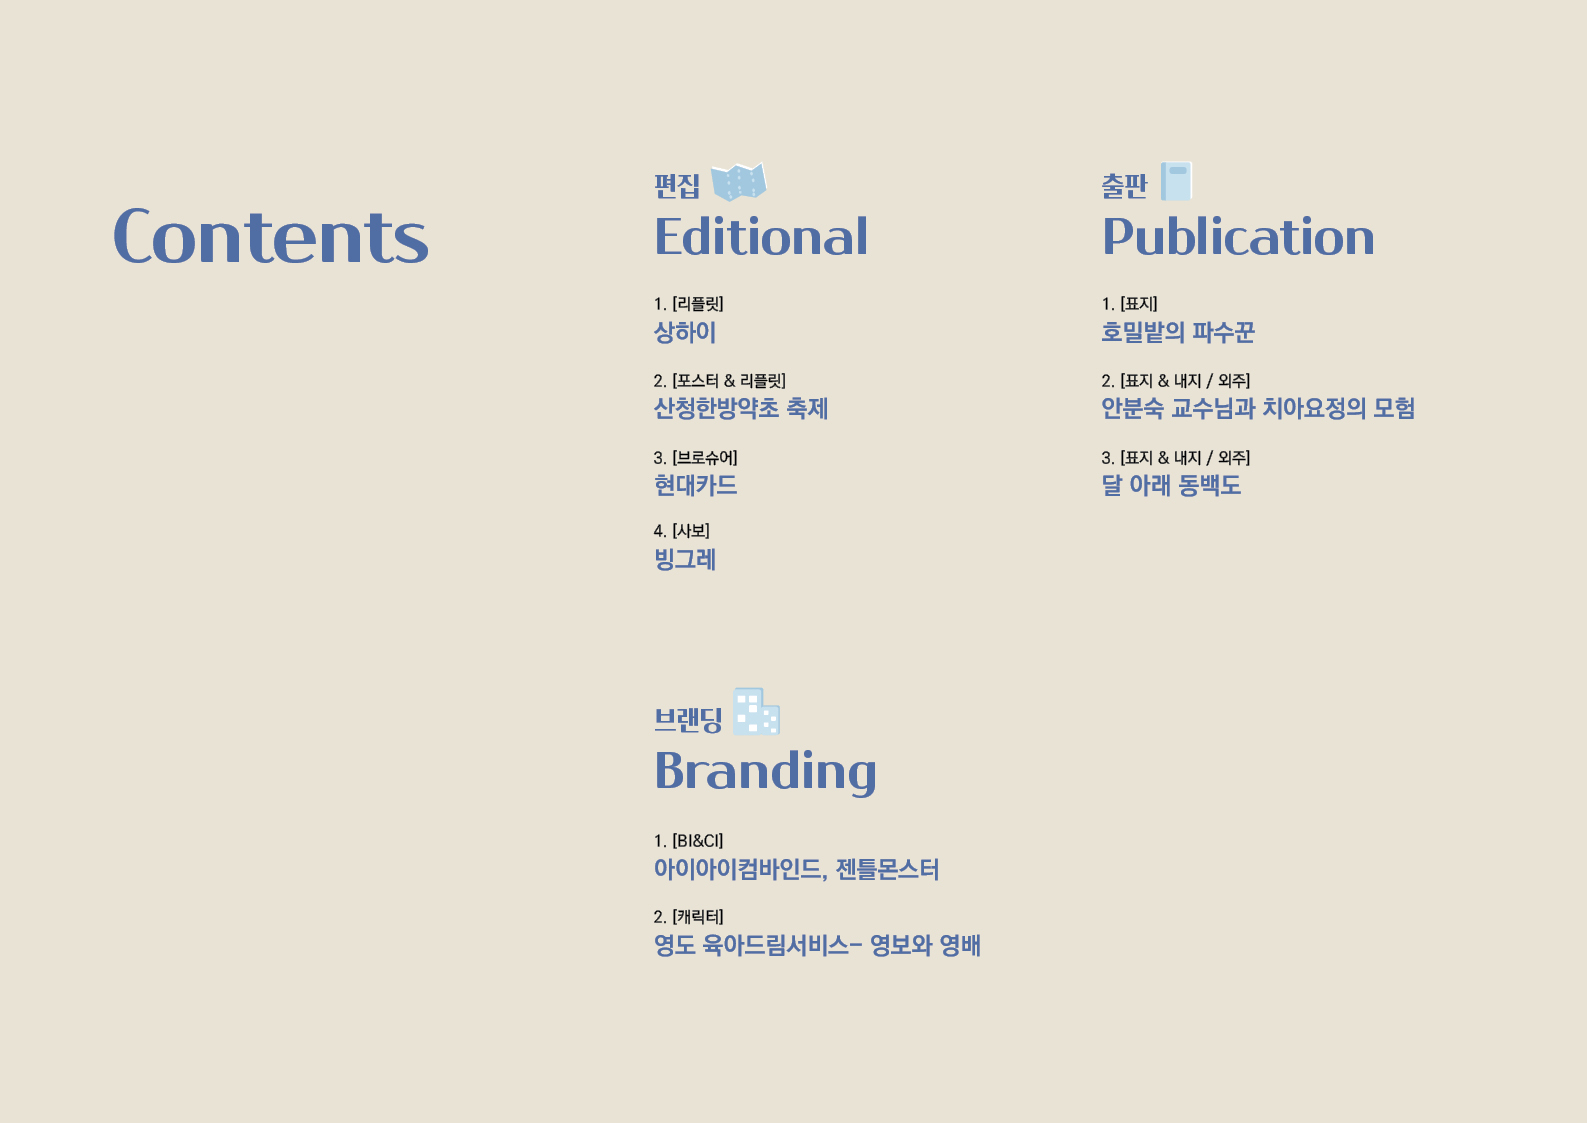 Contents
편집
Editional
1. [리플릿]
상하이
2. [포스터 & 리플릿]
산청한방약초 축제
3. [브로슈어]
현대카드
4. [사보]
빙그레
출판
Publication
1. [표지]
호밀밭의 파수꾼
2. [표지 & 내지 / 외주]
안분숙 교수님과 치아요정의 모험
3. [표지 & 내지 / 외주]
달 아래 동백도
브랜딩
Branding
1. [BI&CI]
아이아이컴바인드, 젠틀몬스터
2. [캐릭터]
영도 육아드림서비스- 영보와 영배